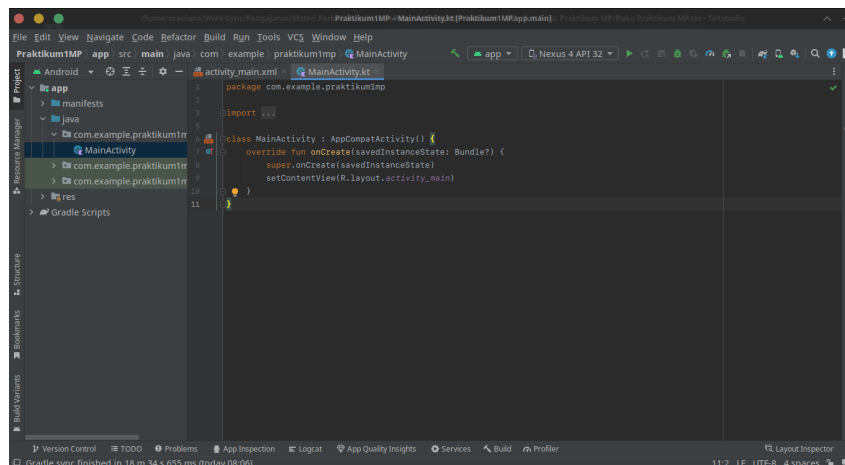 Praktikum1MP – MainActivity.kt [Praktikum1MP.app.main]
File Edit View Navigate Code Refactor Build Run Tools VCS Window Help
Praktikum1MP app src main java com example praktikum1mp MainActivity app Nexus 4 API 32
Android activity_main.xml MainActivity.kt
Project
Resource Manager
Structure
Bookmarks
Build Variants
app
manifests
java
com.example.praktikum1m
MainActivity
com.example.praktikum1m
com.example.praktikum1m
res
Gradle Scripts
1 package com.example.praktikum1mp
2
3 import ...
5
6 class MainActivity : AppCompatActivity() {
7 override fun onCreate(savedInstanceState: Bundle?) {
8 super.onCreate(savedInstanceState)
9 setContentView(R.layout.activity_main)
10 }
11 }
Version Control TODO Problems App Inspection Logcat App Quality Insights Services Build Profiler Layout Inspector
Gradle sync finished in 18 m 34 s 655 ms (today 08:06) 11:2 LF UTF-8 4 spaces